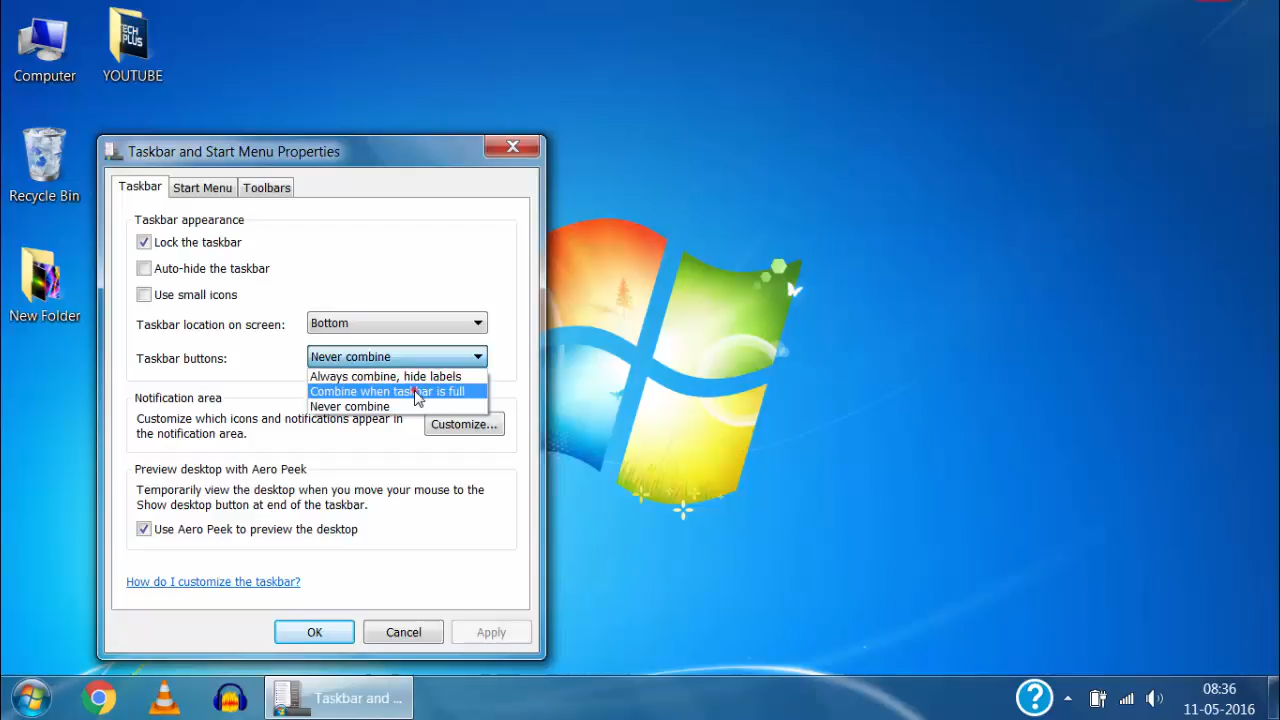 Computer
YOUTUBE
TECH
PLUS
Recycle Bin
New Folder
Taskbar and Start Menu Properties
Taskbar
Start Menu
Toolbars
Taskbar appearance
Lock the taskbar
Auto-hide the taskbar
Use small icons
Taskbar location on screen:
Bottom
Taskbar buttons:
Never combine
Always combine, hide labels
Combine when taskbar is full
Never combine
Notification area
Customize which icons and notifications appear in
the notification area.
Customize...
Preview desktop with Aero Peek
Temporarily view the desktop when you move your mouse to the
Show desktop button at end of the taskbar.
Use Aero Peek to preview the desktop
How do I customize the taskbar?
OK
Cancel
Apply
Taskbar and ...
?
08:36
11-05-2016